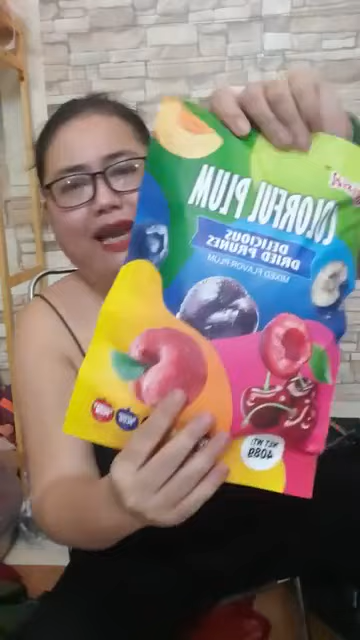 COLORFUL PLUM
DELICIOUS
DRIED PRUNES
MIXED FLAVOR PLUM
NET WT:
408g